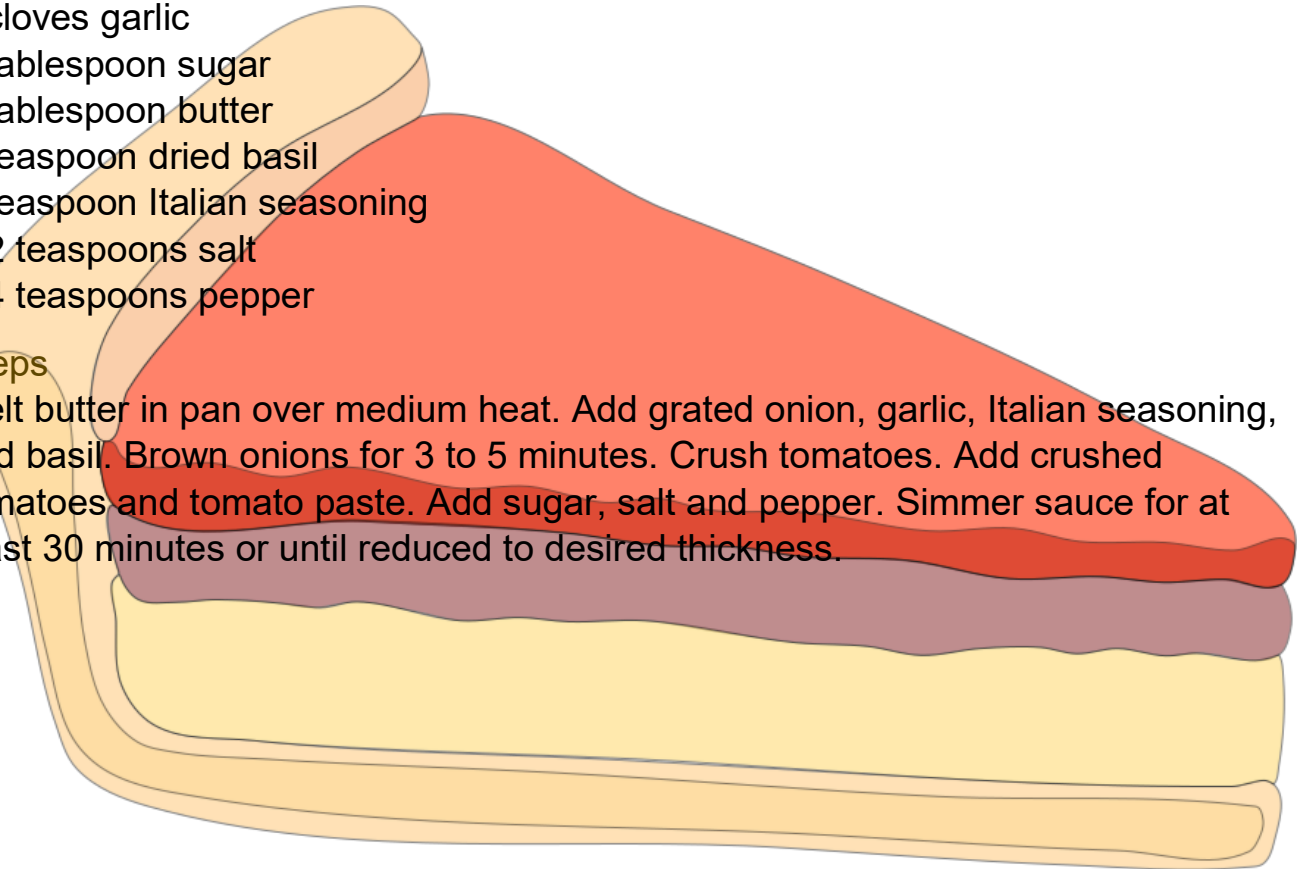 cloves garlic
ablespoon sugar
ablespoon butter
easpoon dried basil
easpoon Italian seasoning
2 teaspoons salt
4 teaspoons pepper
eps
elt butter in pan over medium heat. Add grated onion, garlic, Italian seasoning,
d basil. Brown onions for 3 to 5 minutes. Crush tomatoes. Add crushed
matoes and tomato paste. Add sugar, salt and pepper. Simmer sauce for at
ast 30 minutes or until reduced to desired thickness.